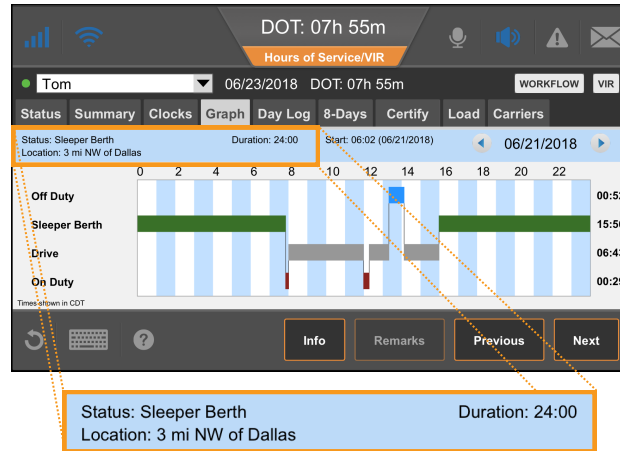 DOT: 07h 55m
Hours of Service/VIR
Tom 06/23/2018 DOT: 07h 55m WORKFLOW VIR
Status Summary Clocks Graph Day Log 8-Days Certify Load Carriers
Status: Sleeper Berth Duration: 24:00 Start: 06:02 (06/21/2018) 06/21/2018
Location: 3 mi NW of Dallas
0 2 4 6 8 10 12 14 16 18 20 22
Off Duty 00:52
Sleeper Berth
Drive
On Duty 00:29
Times shown in CDT
? Info Remarks Previous Next
Status: Sleeper Berth Duration: 24:00
Location: 3 mi NW of Dallas